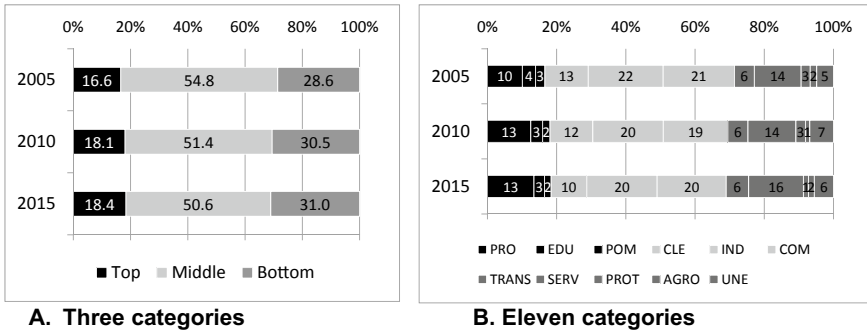 0% 20% 40% 60% 80% 100%
2005 16.6 54.8 28.6
2010 18.1 51.4 30.5
2015 18.4 50.6 31.0
Top Middle Bottom
A. Three categories
0% 20% 40% 60% 80% 100%
2005 10 4 3 13 22 21 6 14 3 2 5
2010 13 3 2 12 20 19 6 14 3 1 7
2015 13 3 2 10 20 20 6 16 1 2 6
PRO EDU POM CLE IND COM
TRANS SERV PROT AGRO UNE
B. Eleven categories